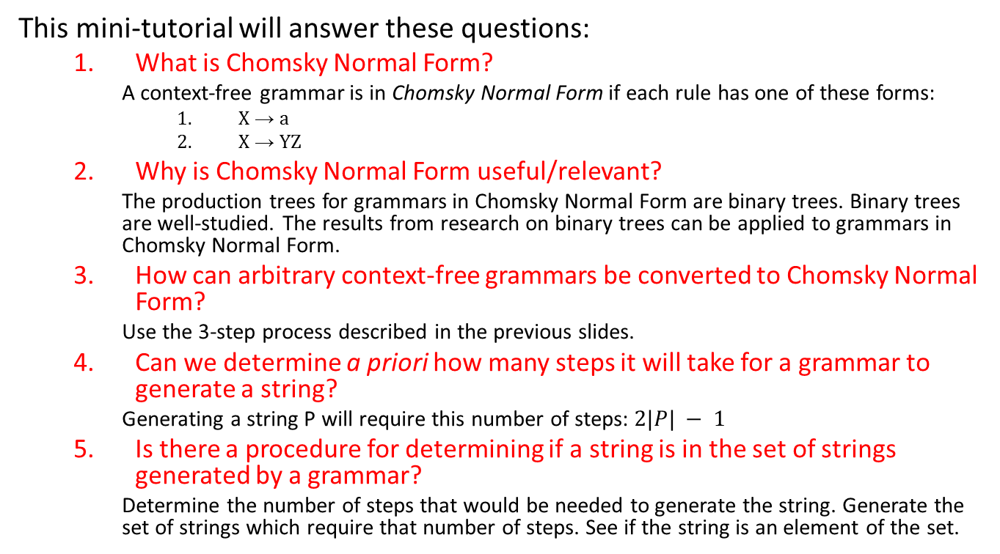 This mini-tutorial will answer these questions:
1. What is Chomsky Normal Form?
A context-free grammar is in Chomsky Normal Form if each rule has one of these forms:
1. X → a
2. X → YZ
2. Why is Chomsky Normal Form useful/relevant?
The production trees for grammars in Chomsky Normal Form are binary trees. Binary trees
are well-studied. The results from research on binary trees can be applied to grammars in
Chomsky Normal Form.
3. How can arbitrary context-free grammars be converted to Chomsky Normal
Form?
Use the 3-step process described in the previous slides.
4. Can we determine a priori how many steps it will take for a grammar to
generate a string?
Generating a string P will require this number of steps: 2|P| − 1
5. Is there a procedure for determining if a string is in the set of strings
generated by a grammar?
Determine the number of steps that would be needed to generate the string. Generate the
set of strings which require that number of steps. See if the string is an element of the set.